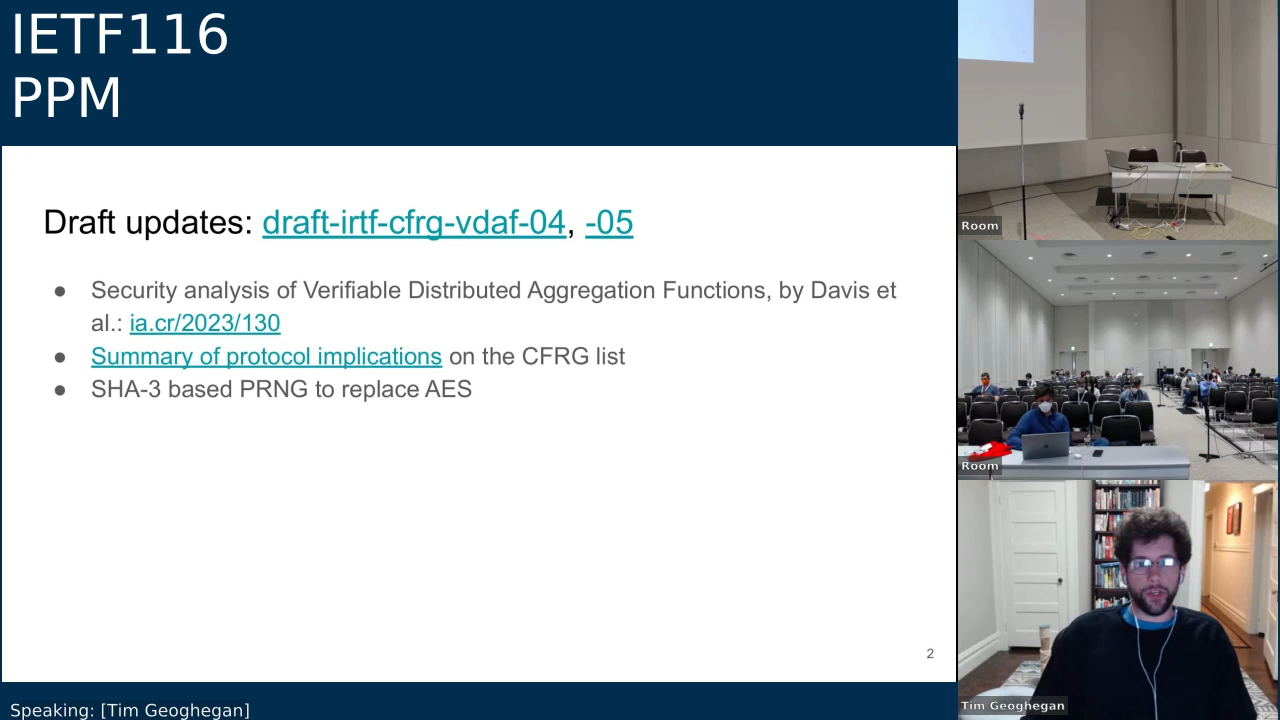 IETF116
PPM
Draft updates: draft-irtf-cfrg-vdaf-04, -05
● Security analysis of Verifiable Distributed Aggregation Functions, by Davis et
al.: ia.cr/2023/130
● Summary of protocol implications on the CFRG list
● SHA-3 based PRNG to replace AES
2
Speaking: [Tim Geoghegan]
Room
Room
Tim Geoghegan